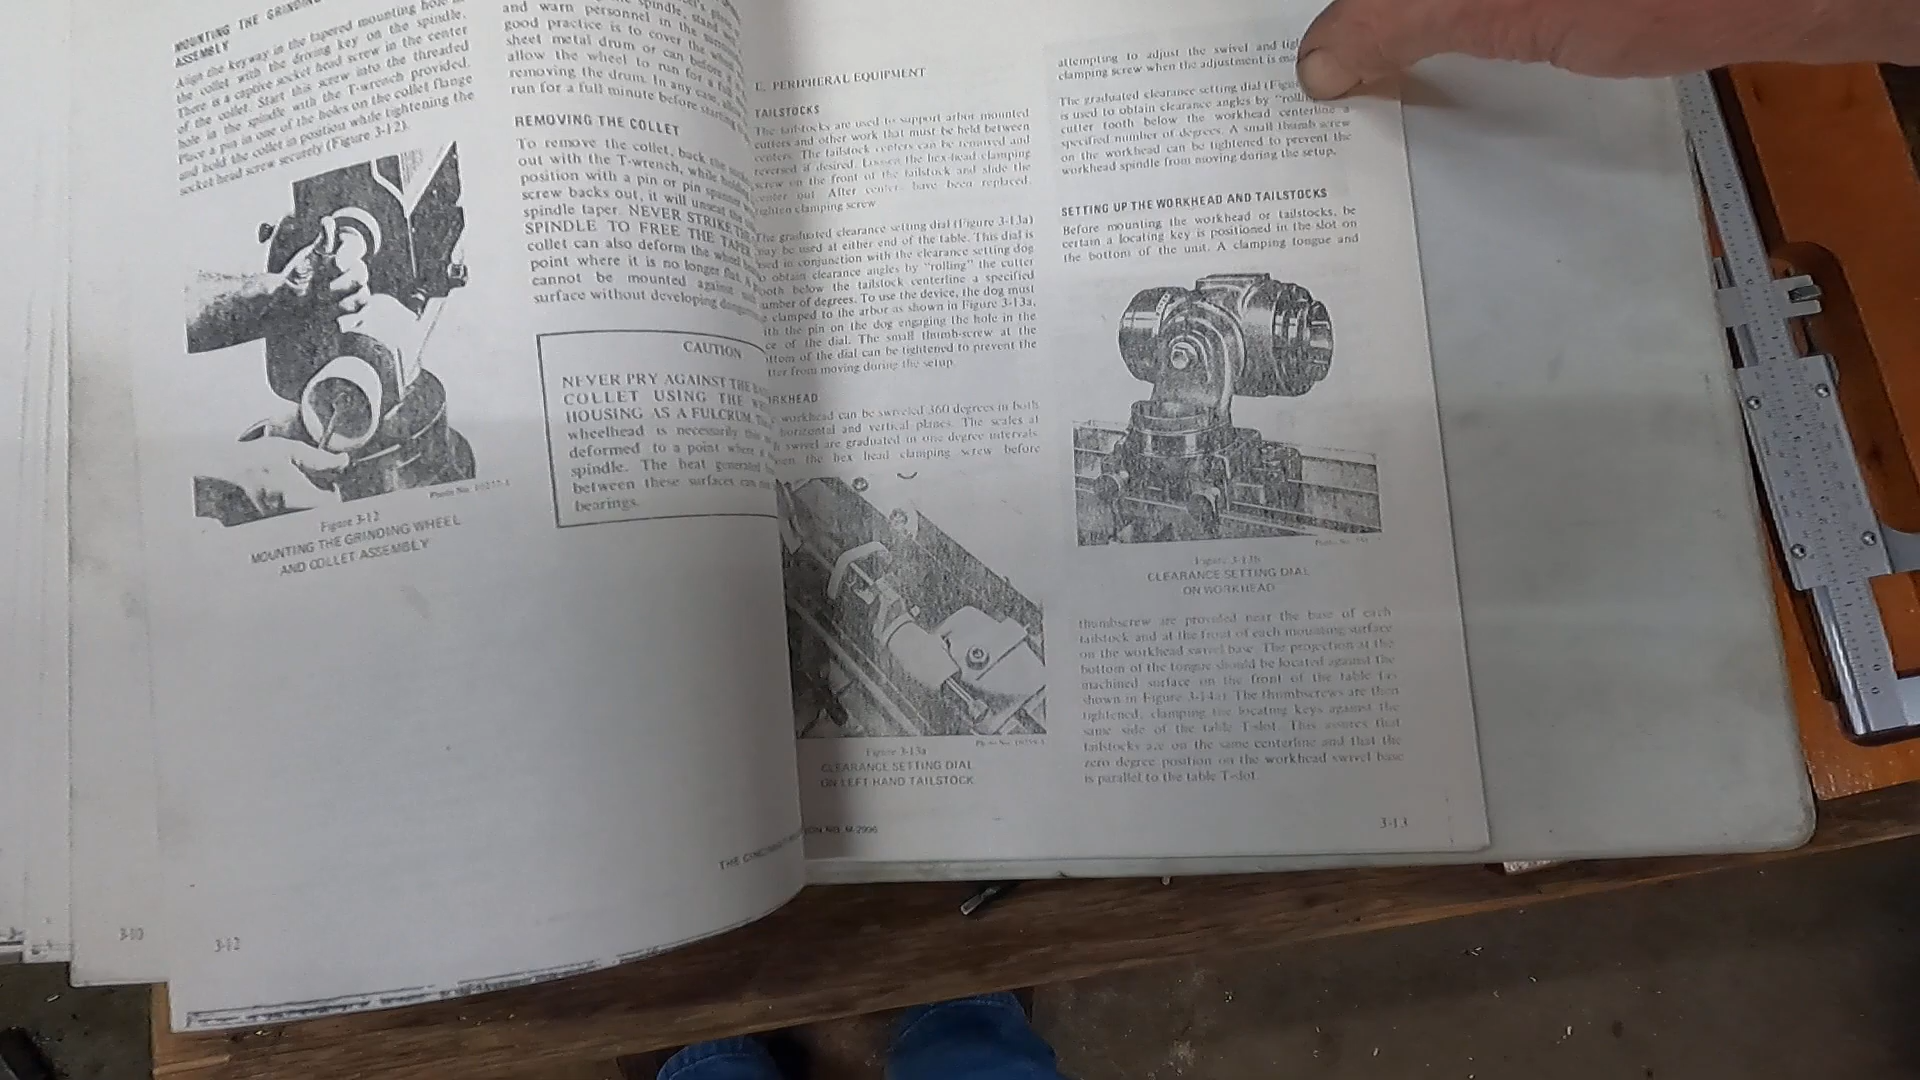 MOUNTING THE GRINDING
ASSEMBLY
Align the keyway in the tapered mounting hole in
the collet with the driving key on the spindle.
There is a captive socket head screw in the center
of the collet. Start this screw into the threaded
hole in the spindle with the T-wrench provided.
Place a pin in one of the holes on the collet flange
and hold the collet in position while tightening the
socket head screw securely (Figure 3-12).
Figure 3-12
MOUNTING THE GRINDING WHEEL
AND COLLET ASSEMBLY
3-10
3-12
spindle, stand
and warn personnel in the
good practice is to cover the
sheet metal drum or can before
allow the wheel to run for a full
removing the drum. In any case,
run for a full minute before starting
REMOVING THE COLLET
To remove the collet, back the
out with the T-wrench, while holding
position with a pin or pin spanner
screw backs out, it will unseat the
spindle taper. NEVER STRIKE THE
SPINDLE TO FREE THE TAPER
collet can also deform the wheel
point where it is no longer flat. A
cannot be mounted against
surface without developing
CAUTION
NEVER PRY AGAINST THE
COLLET USING THE
HOUSING AS A FULCRUM.
wheelhead is necessarily
deformed to a point where
spindle. The heat generated
between these surfaces can
bearings.
E. PERIPHERAL EQUIPMENT
TAILSTOCKS
The tailstocks are used to support arbor mounted
cutters and other work that must be held between
centers. The tailstock centers can be removed and
reversed if desired. Loosen the hex-head clamping
screw on the front of the tailstock and slide the
center out. After centers have been replaced,
tighten clamping screw
The graduated clearance setting dial (Figure 3-13a)
may be used at either end of the table. This dial is
used in conjunction with the clearance setting dog
to obtain clearance angles by "rolling" the cutter
tooth below the tailstock centerline a specified
number of degrees. To use the device, the dog must
be clamped to the arbor as shown in Figure 3-13a,
with the pin on the dog engaging the hole in the
of the dial. The small thumb-screw at the
of the dial can be tightened to prevent the
from moving during the setup.
workhead can be swiveled 360 degrees in both
horizontal and vertical planes. The scales at
swivel are graduated in one degree intervals.
the hex head clamping screw before
Figure 3-13a
CLEARANCE SETTING DIAL
ON LEFT HAND TAILSTOCK
NO. M-2996
attempting to adjust the swivel and
clamping screw when the adjustment is
The graduated clearance setting dial
is used to obtain clearance angles by "rolling
cutter tooth below the workhead centerline a
specified number of degrees. A small thumb screw
on the workhead can be tightened to prevent the
workhead spindle from moving during the setup.
SETTING UP THE WORKHEAD AND TAILSTOCKS
Before mounting the workhead or tailstocks, be
certain a locating key is positioned in the slot on
the bottom of the unit. A clamping tongue and
Figure 3-13b
CLEARANCE SETTING DIAL
ON WORKHEAD
thumbscrew are provided near the base of each
tailstock and at the front of each mounting surface
on the workhead swivel base. The projection at the
bottom of the tongue should be located against the
machined surface on the front of the table (as
shown in Figure 3-14a). The thumbscrews are then
tightened, clamping the locating keys against the
same side of the table T-slot. This assures that
tailstocks are on the same centerline and that the
zero degree position on the workhead swivel base
is parallel to the table T-slot.
3-13